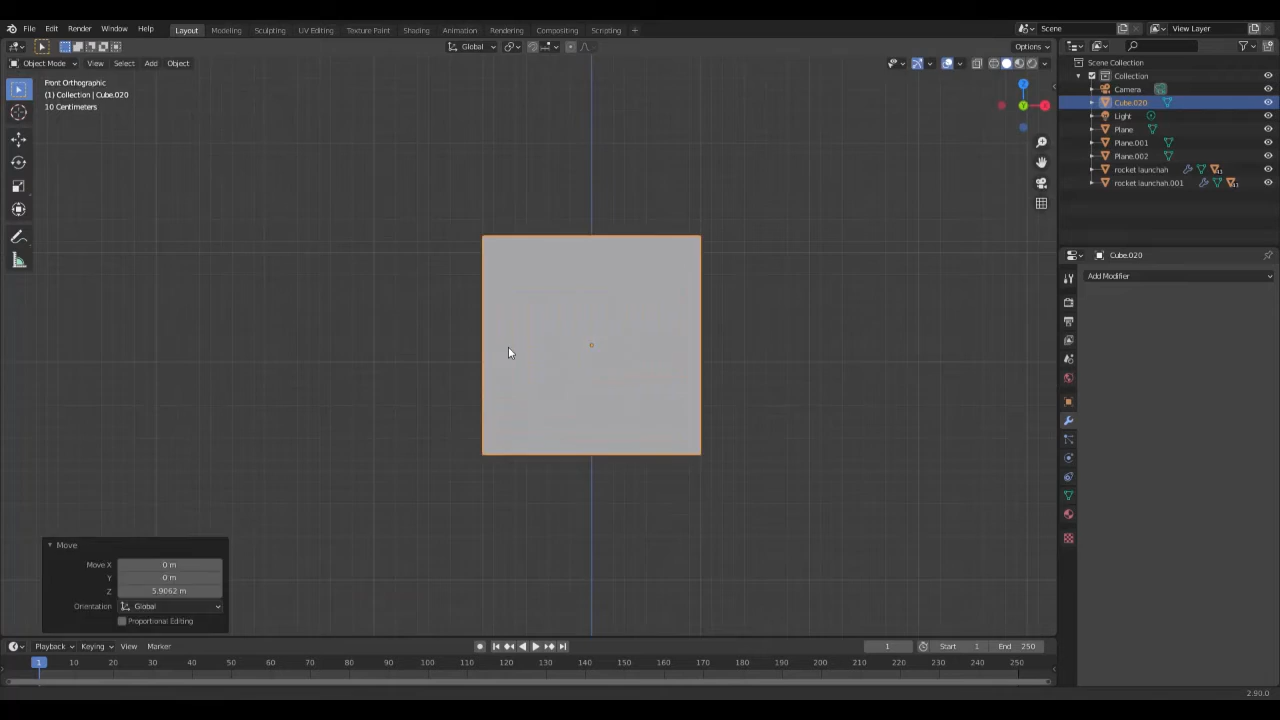 File Edit Render Window Help Layout Modeling Sculpting UV Editing Texture Paint Shading Animation Rendering Compositing Scripting + Scene View Layer
Global Options
Object Mode View Select Add Object
Front Orthographic
(1) Collection | Cube.020
10 Centimeters
Z
Y
X
Scene Collection
Collection
Camera
Cube.020
Light
Plane
Plane.001
Plane.002
rocket launchah
rocket launchah.001
Cube.020
Add Modifier
Move
Move X 0 m
Y 0 m
Z 5.9062 m
Orientation Global
Proportional Editing
Playback Keying View Marker 1 Start 1 End 250
1 10 20 30 40 50 60 70 80 90 100 110 120 130 140 150 160 170 180 190 200 210 220 230 240 250
2.90.0